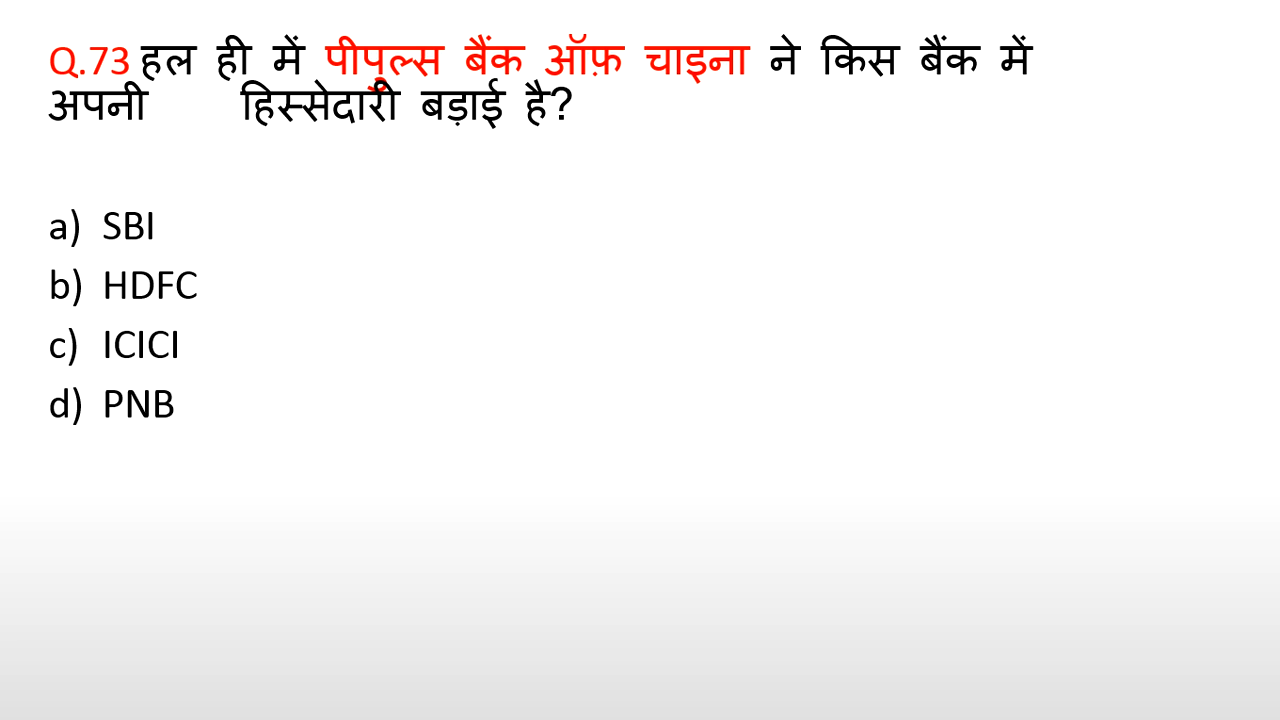 Q.73 हल ही में पीपुल्स बैंक ऑफ़ चाइना ने किस बैंक में
अपनी हिस्सेदारी बड़ाई है?
a) SBI
b) HDFC
c) ICICI
d) PNB